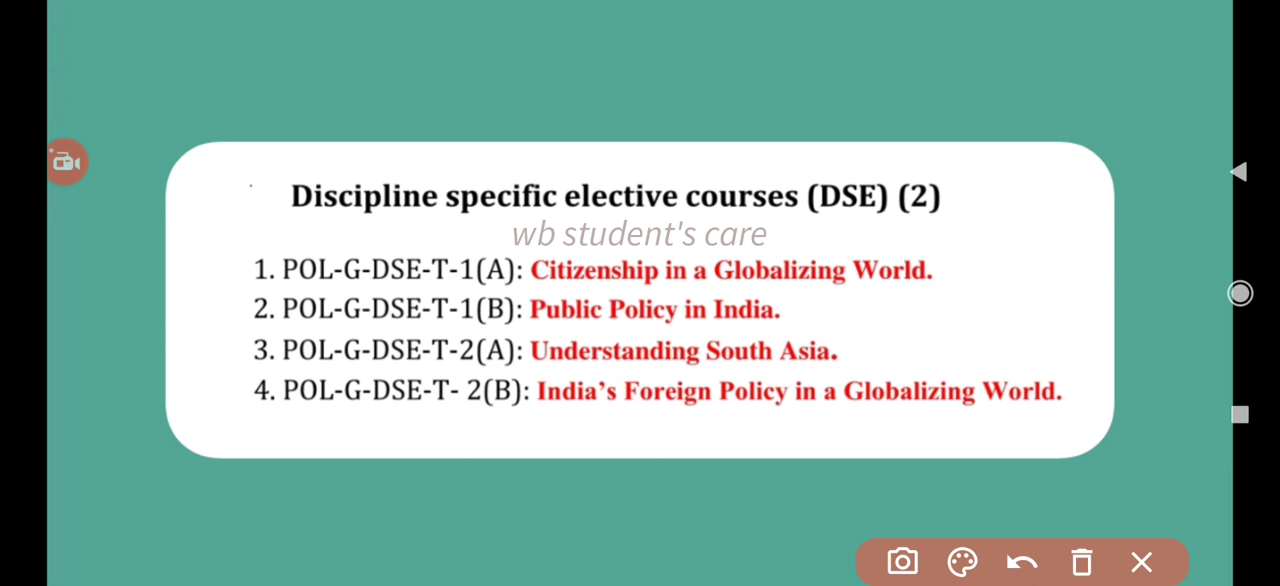 Discipline specific elective courses (DSE) (2)
wb student's care
1. POL-G-DSE-T-1(A): Citizenship in a Globalizing World.
2. POL-G-DSE-T-1(B): Public Policy in India.
3. POL-G-DSE-T-2(A): Understanding South Asia.
4. POL-G-DSE-T- 2(B): India’s Foreign Policy in a Globalizing World.